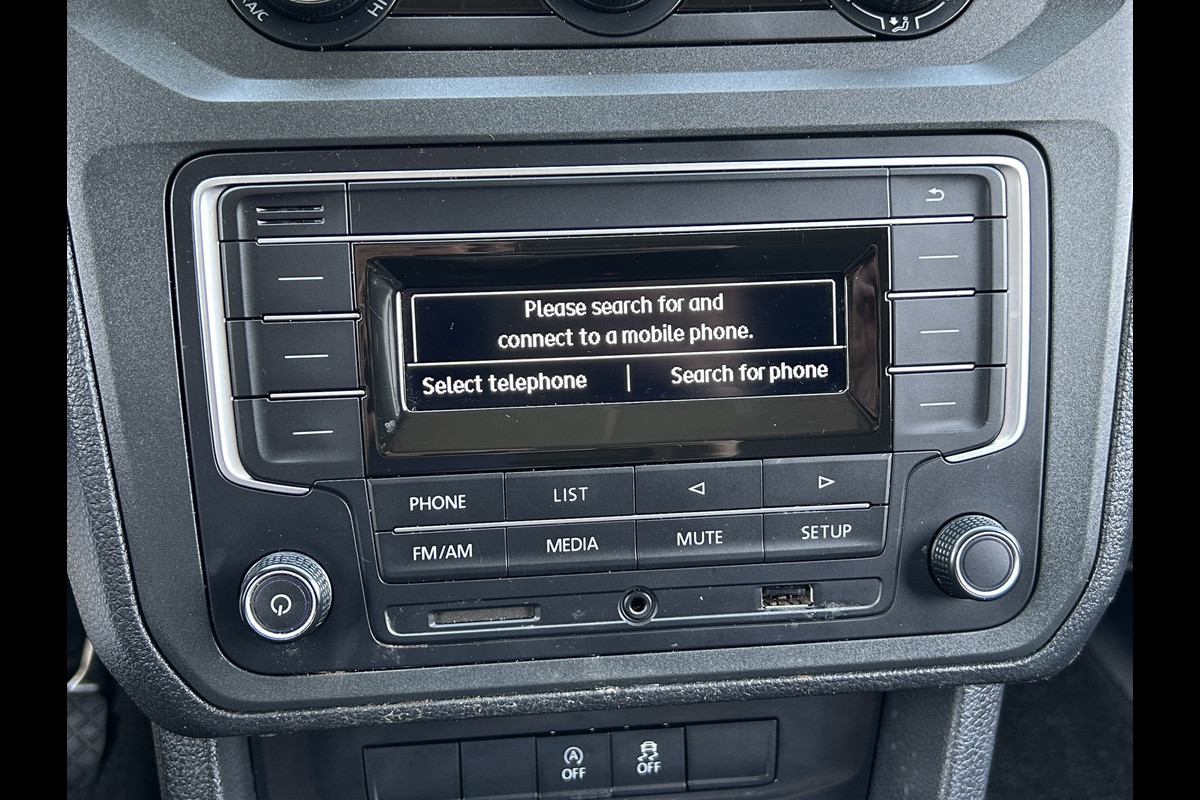 A/C
Please search for and
connect to a mobile phone.
Select telephone | Search for phone
PHONE LIST
FM/AM MEDIA MUTE SETUP
A
OFF OFF